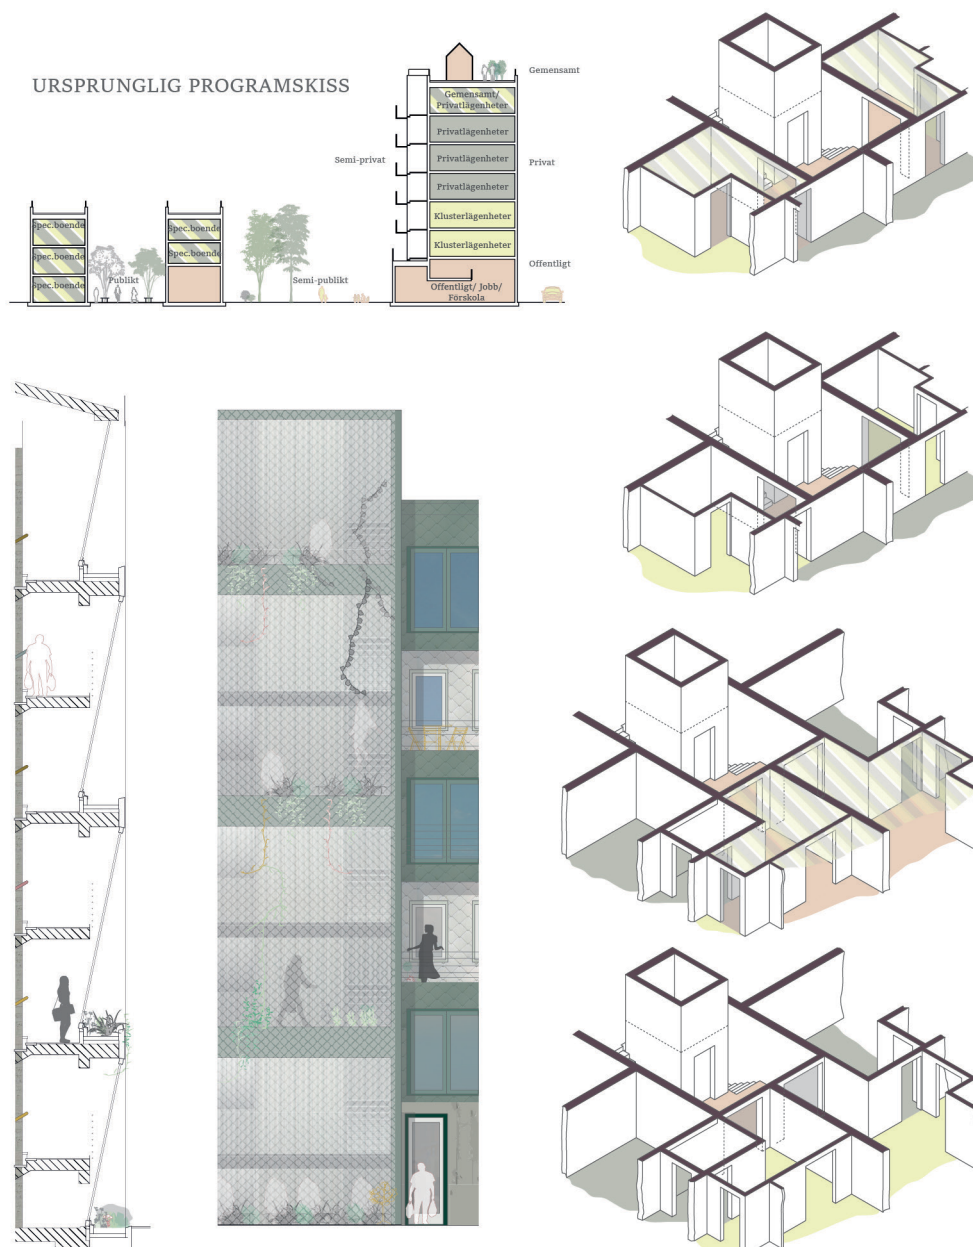 URSPRUNGLIG PROGRAMSKISS
Gemensamt
Gemensamt/
Privatlägenheter
Privatlägenheter
Semi-privat
Privat
Privatlägenheter
Privatlägenheter
Klusterlägenheter
Spec.boende
Spec.boende
Klusterlägenheter
Spec.boende
Spec.boende
Offentligt
Spec.boende
Publikt
Semi-publikt
Offentligt/ Jobb/
Förskola